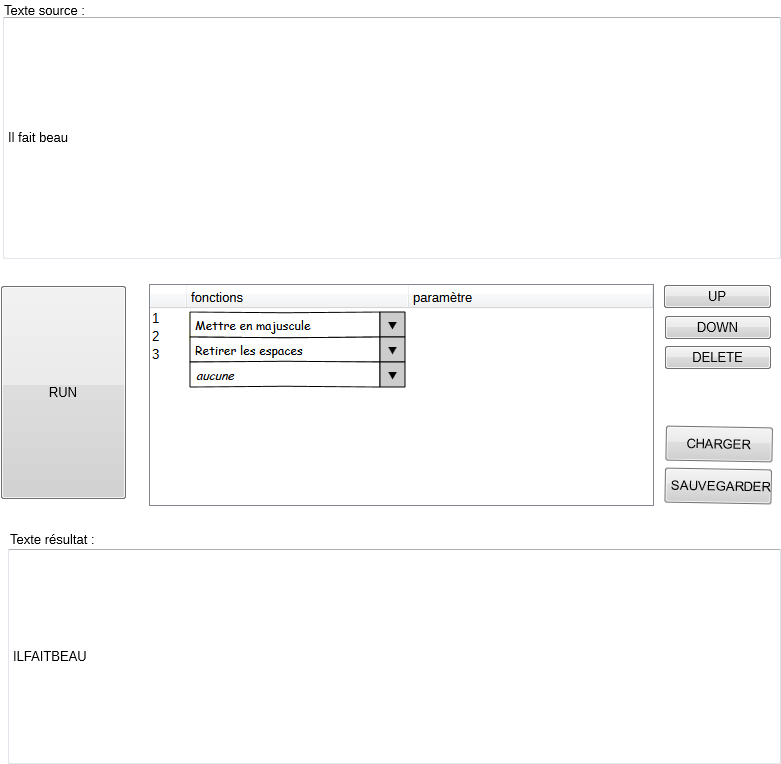 Texte source :
Il fait beau
fonctions paramètre
1 Mettre en majuscule
2 Retirer les espaces
3 aucune
RUN
UP
DOWN
DELETE
CHARGER
SAUVEGARDER
Texte résultat :
ILFAITBEAU